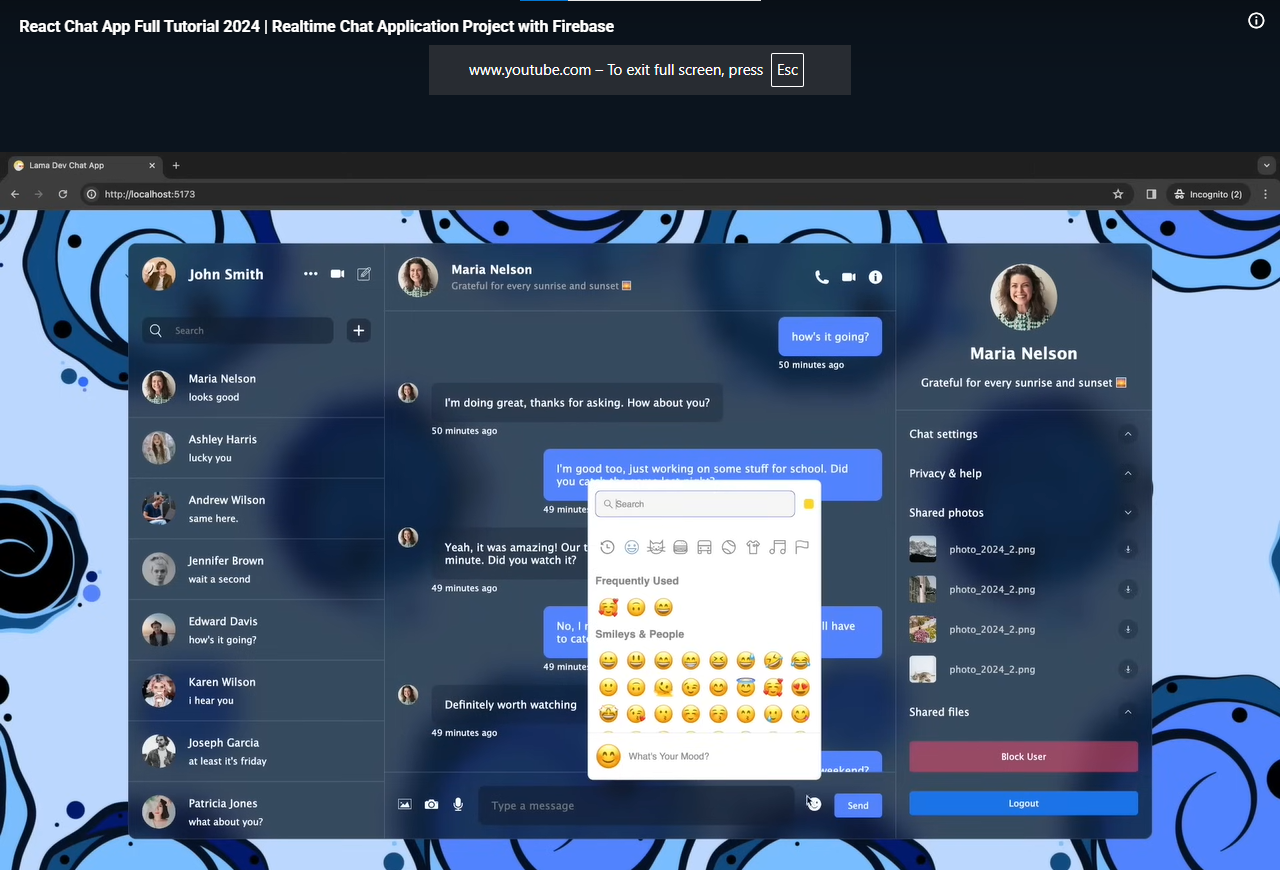 React Chat App Full Tutorial 2024 | Realtime Chat Application Project with Firebase
www.youtube.com – To exit full screen, press Esc
Lama Dev Chat App
http://localhost:5173
Incognito (2)
John Smith
Search
Maria Nelson
looks good
Ashley Harris
lucky you
Andrew Wilson
same here.
Jennifer Brown
wait a second
Edward Davis
how's it going?
Karen Wilson
i hear you
Joseph Garcia
at least it's friday
Patricia Jones
what about you?
Maria Nelson
Grateful for every sunrise and sunset 🌅
how's it going?
50 minutes ago
I'm doing great, thanks for asking. How about you?
50 minutes ago
I'm good too, just working on some stuff for school. Did
you catch the game last night?
49 minutes
Yeah, it was amazing! Our t
minute. Did you watch it?
49 minutes ago
No, I
ll have
to catc
49 minute
Definitely worth watching
49 minutes ago
weekend?
Search
Frequently Used
Smileys & People
What's Your Mood?
Type a message
Send
Maria Nelson
Grateful for every sunrise and sunset 🌅
Chat settings
Privacy & help
Shared photos
photo_2024_2.png
photo_2024_2.png
photo_2024_2.png
photo_2024_2.png
Shared files
Block User
Logout